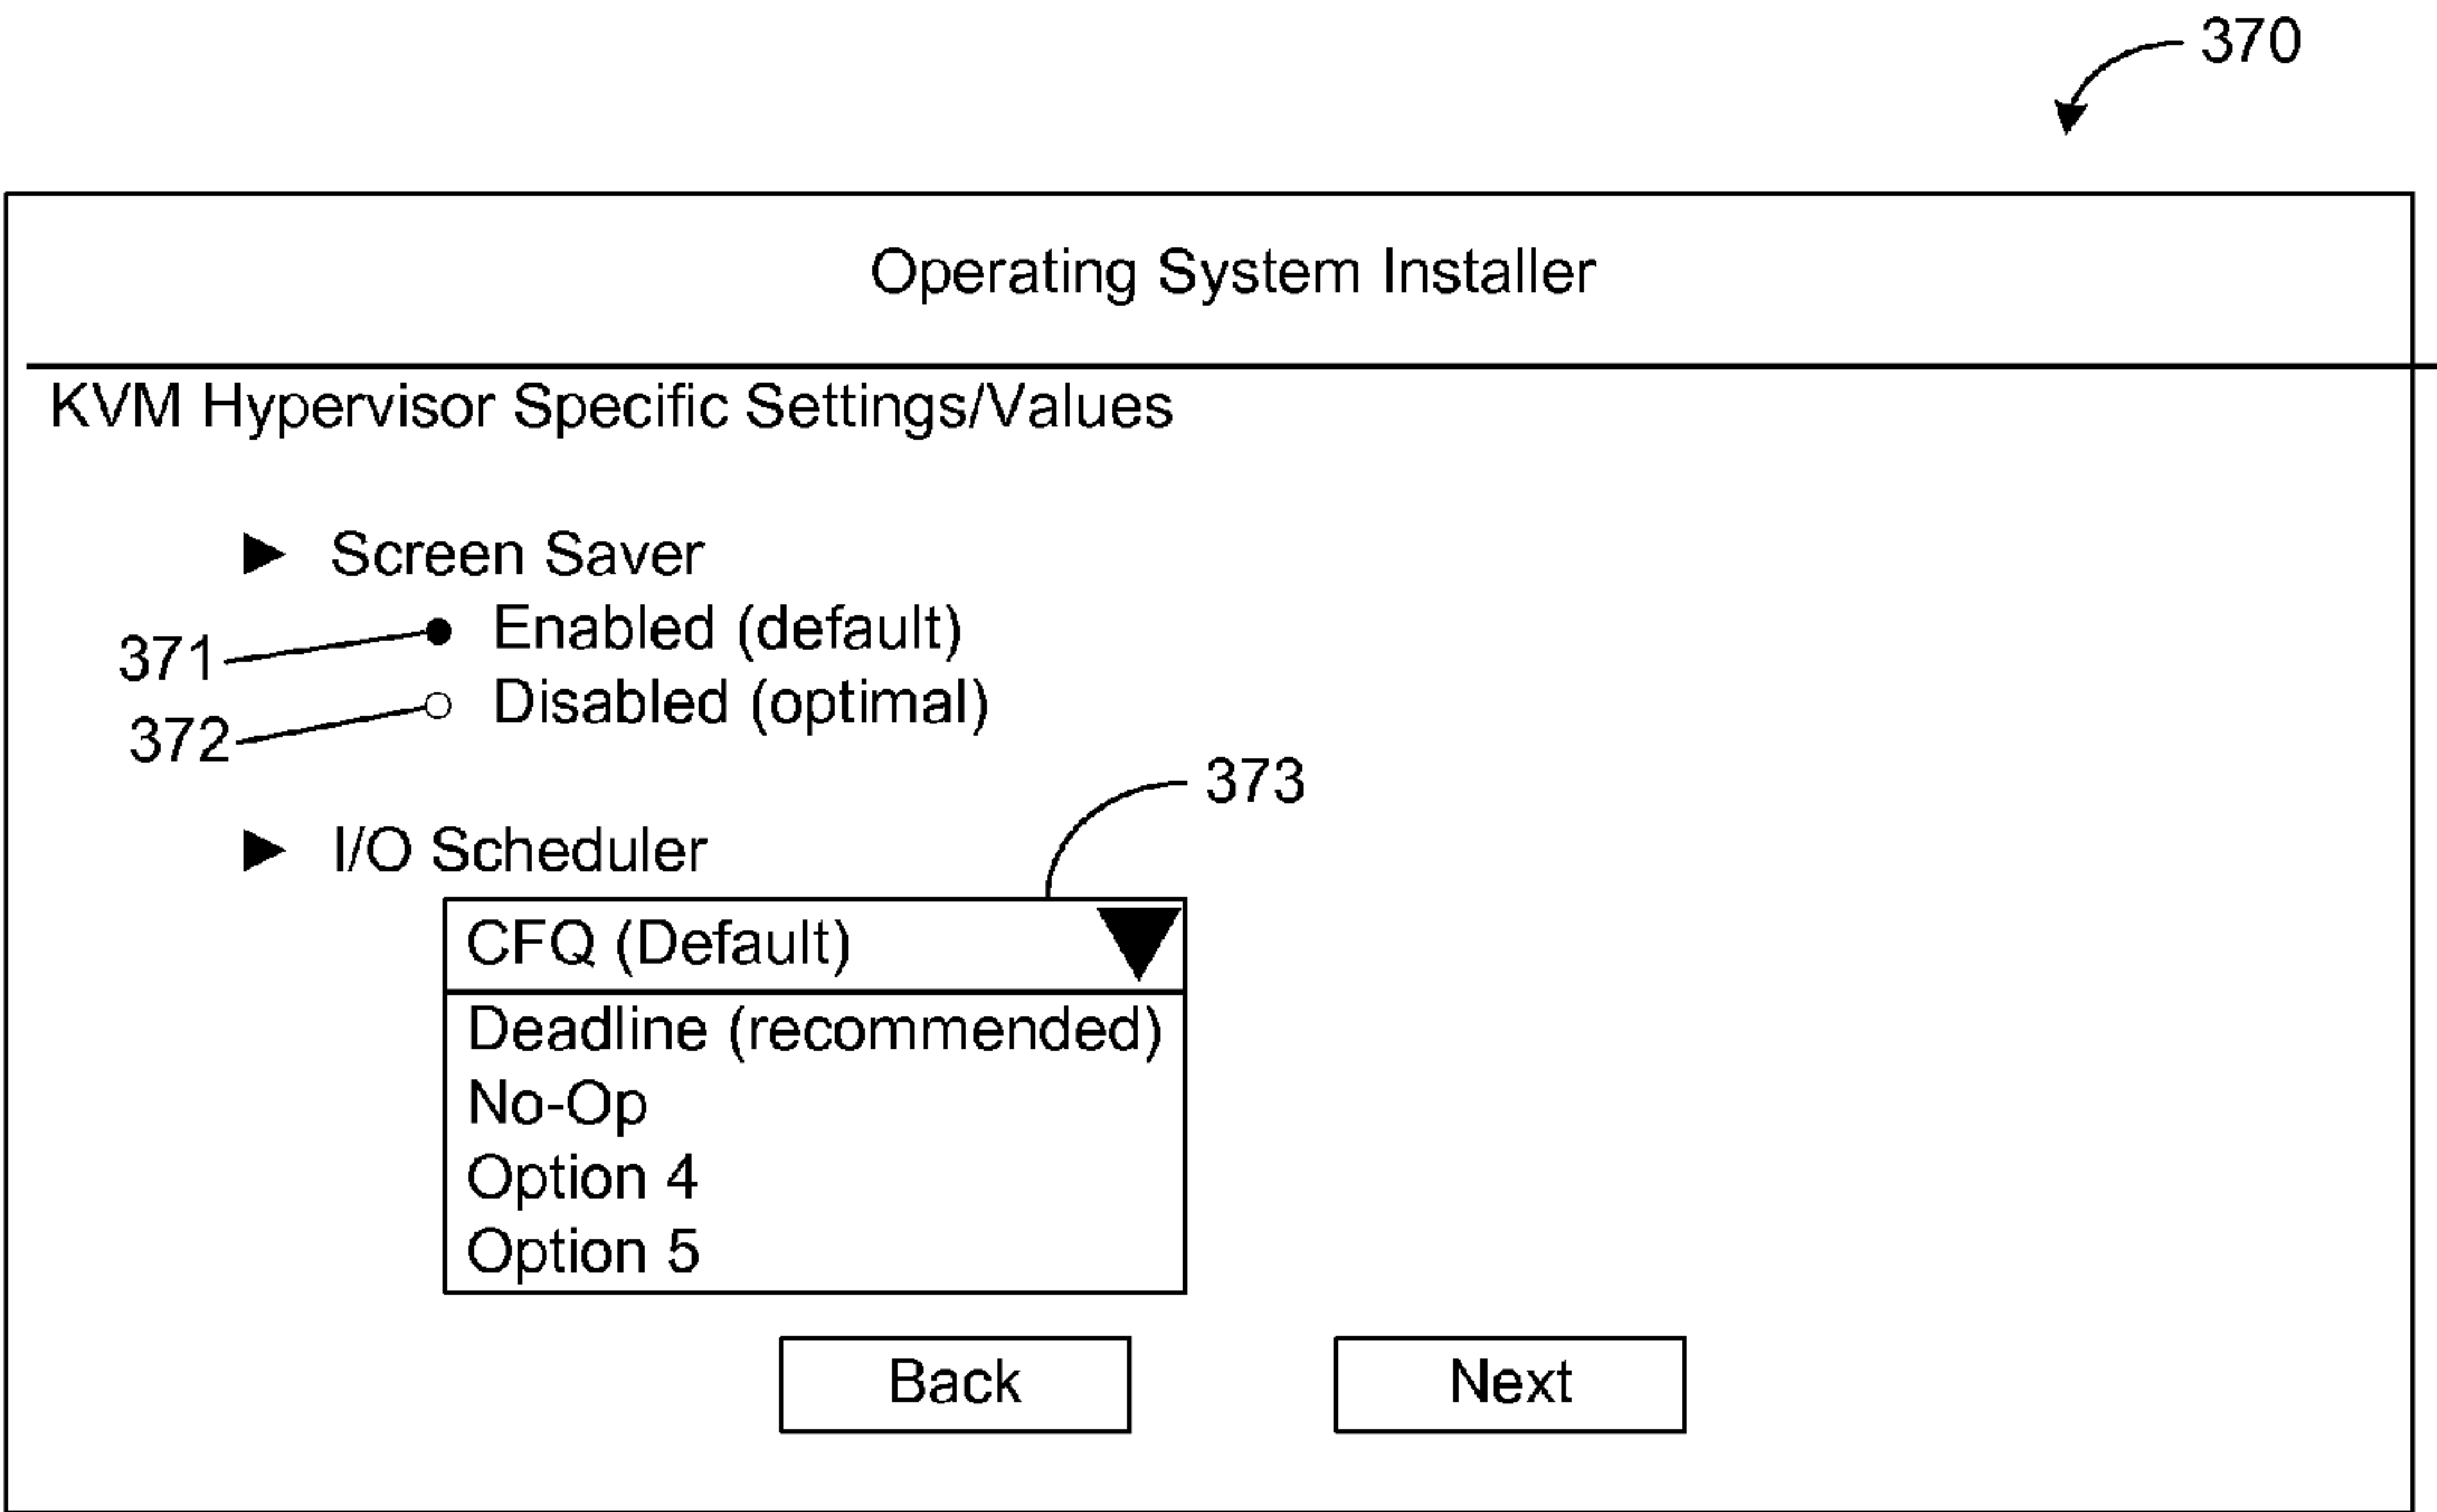 370
Operating System Installer
KVM Hypervisor Specific Settings/Values
Screen Saver
371 Enabled (default)
372 Disabled (optimal)
373
I/O Scheduler
CFQ (Default)
Deadline (recommended)
No-Op
Option 4
Option 5
Back Next